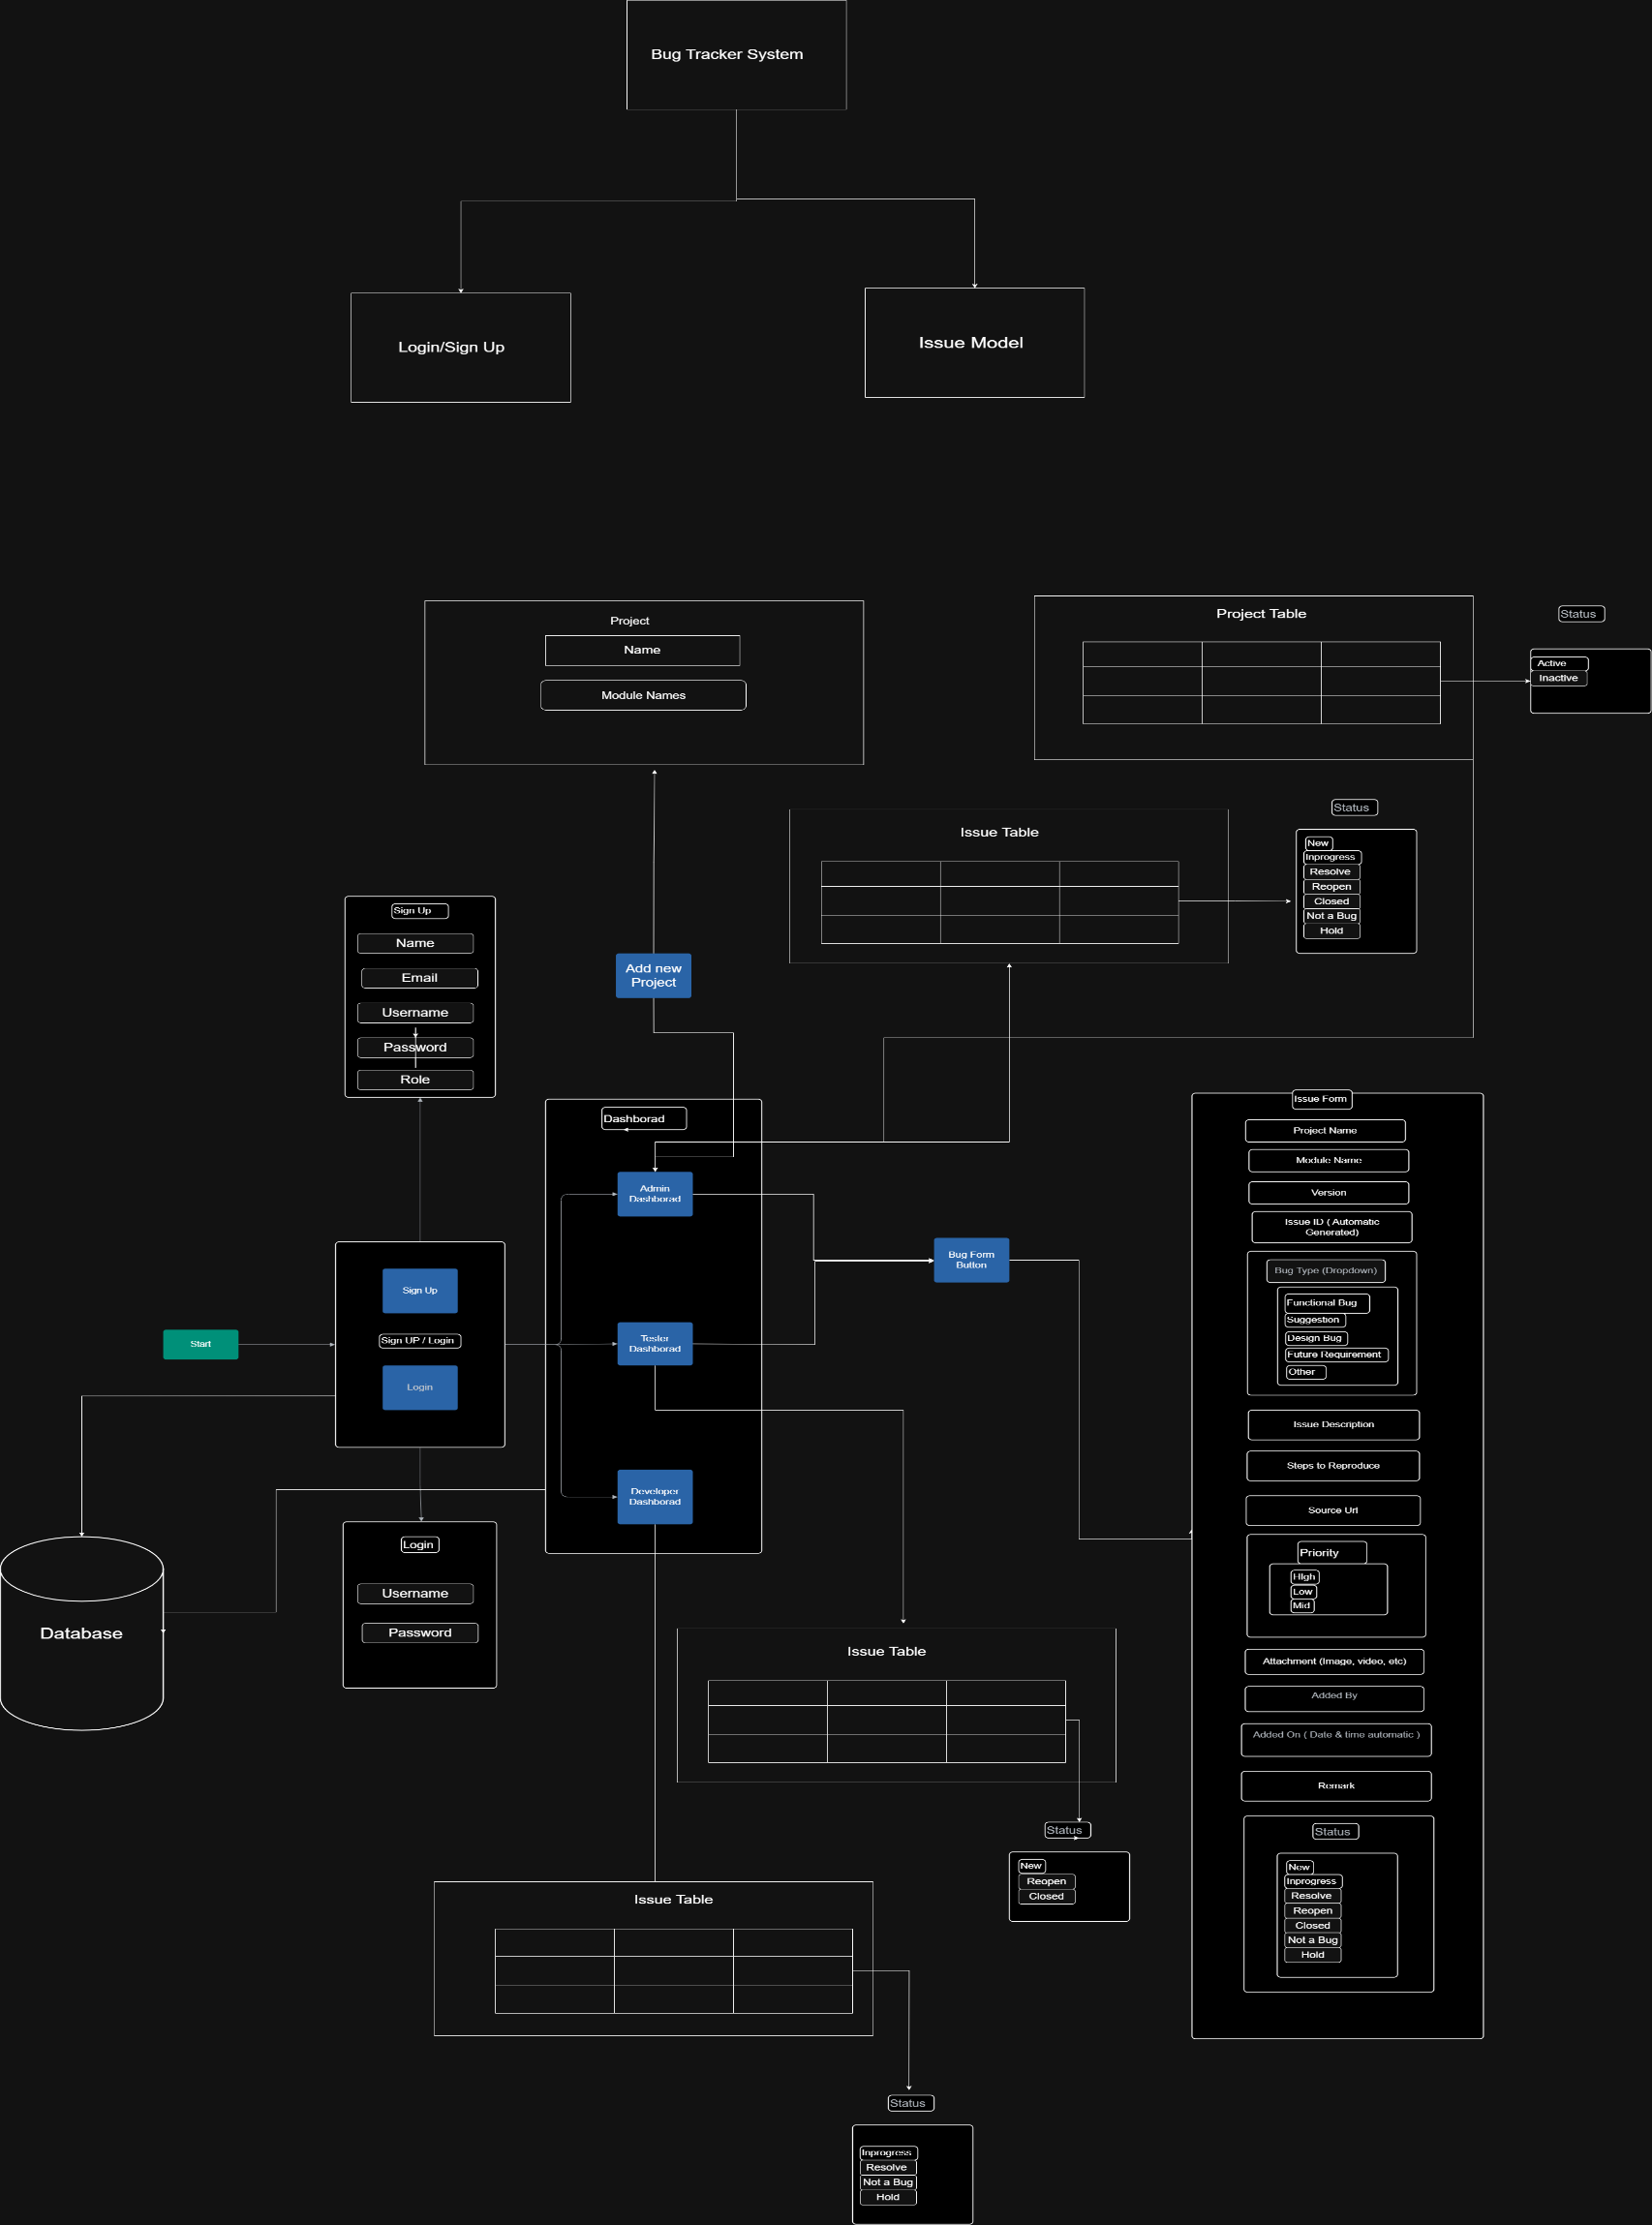 Bug Tracker System
Login/Sign Up
Issue Model
Project
Name
Module Names
Project Table
Status
Active
Inactive
Issue Table
Status
New
Inprogress
Resolve
Reopen
Closed
Not a Bug
Hold
Sign Up
Name
Email
Username
Password
Role
Add new
Project
Dashborad
Admin
Dashborad
Tester
Dashborad
Developer
Dashborad
Bug Form
Button
Start
Sign Up
Sign UP / Login
Login
Database
Login
Username
Password
Issue Form
Project Name
Module Name
Version
Issue ID ( Automatic
Generated)
Bug Type (Dropdown)
Functional Bug
Suggestion
Design Bug
Future Requirement
Other
Issue Description
Steps to Reproduce
Source Url
Priority
HIgh
Low
Mid
Attachment (Image, video, etc)
Added By
Added On ( Date & time automatic )
Remark
Status
New
Inprogress
Resolve
Reopen
Closed
Not a Bug
Hold
Issue Table
Status
New
Reopen
Closed
Issue Table
Status
Inprogress
Resolve
Not a Bug
Hold